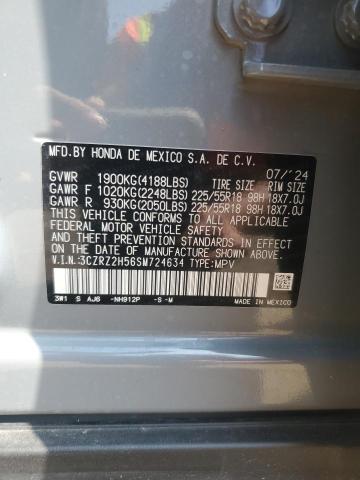 MFD.BY HONDA DE MEXICO S.A. DE C.V.
07/'24
GVWR 1900KG(4188LBS) TIRE SIZE RIM SIZE
GAWR F 1020KG(2248LBS) 225/55R18 98H 18X7.0J
GAWR R 930KG(2050LBS) 225/55R18 98H 18X7.0J
THIS VEHICLE CONFORMS TO ALL APPLICABLE
FEDERAL MOTOR VEHICLE SAFETY
AND THEFT PREVENTION STANDARDS IN EFFECT
ON THE DATE OF MANUFACTURE SHOWN ABOVE.
V.I.N.:3CZRZ2H56SM724634 TYPE:MPV
3W1 S AJ6 -NH912P -S-M
MEXICO